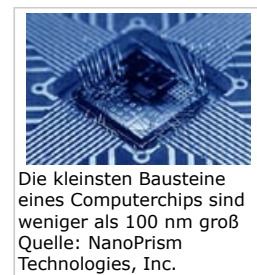 Die kleinsten Bausteine
eines Computerchips sind
weniger als 100 nm groß
Quelle: NanoPrism
Technologies, Inc.